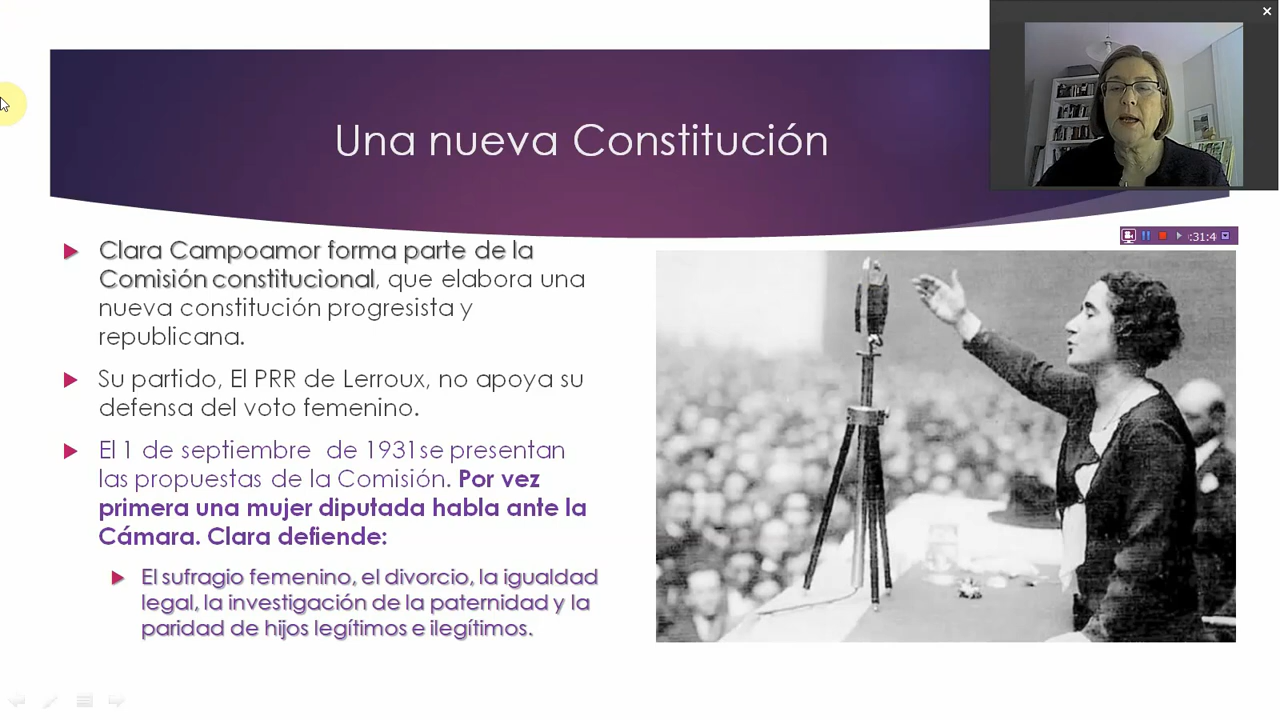 Una nueva Constitución
Clara Campoamor forma parte de la
Comisión constitucional, que elabora una
nueva constitución progresista y
republicana.
Su partido, El PRR de Lerroux, no apoya su
defensa del voto femenino.
El 1 de septiembre de 1931se presentan
las propuestas de la Comisión. Por vez
primera una mujer diputada habla ante la
Cámara. Clara defiende:
El sufragio femenino, el divorcio, la igualdad
legal, la investigación de la paternidad y la
paridad de hijos legítimos e ilegítimos.